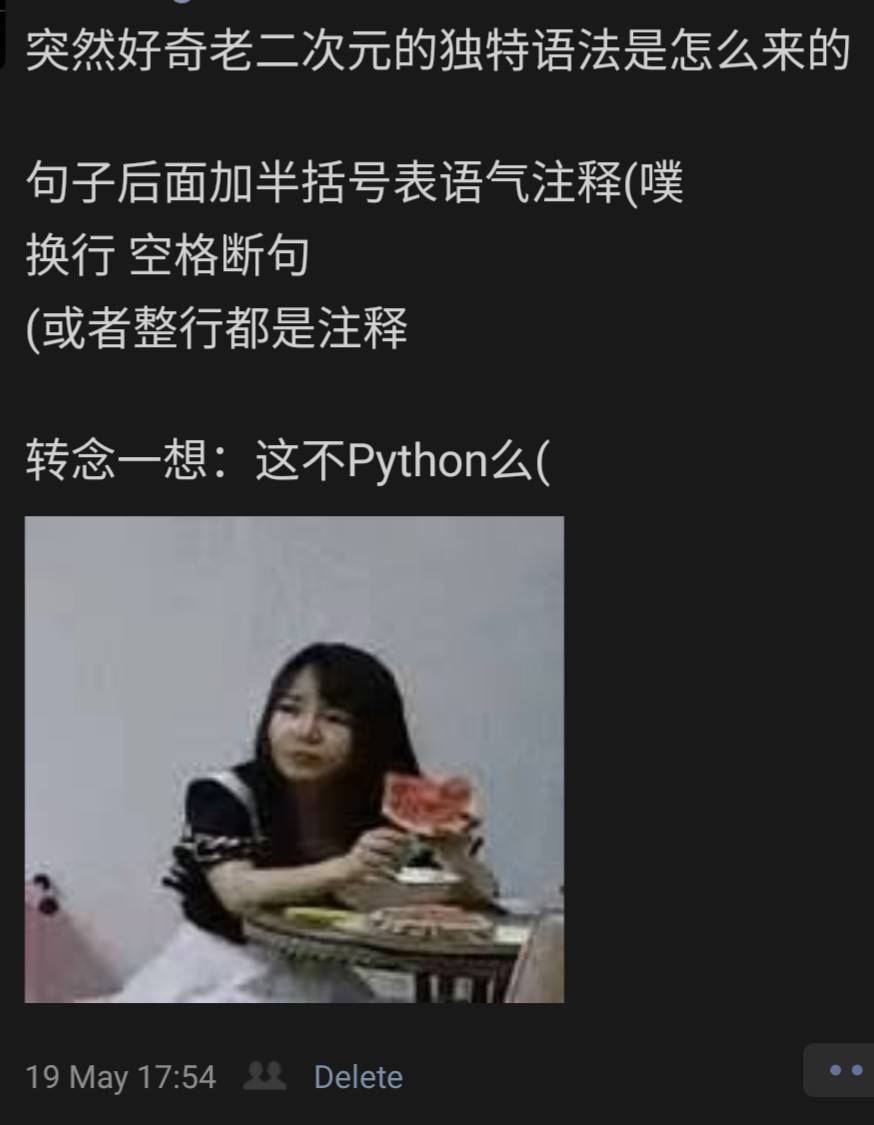 突然好奇老二次元的独特语法是怎么来的
句子后面加半括号表语气注释(噗
换行 空格断句
(或者整行都是注释
转念一想：这不Python么(
19 May 17:54
Delete